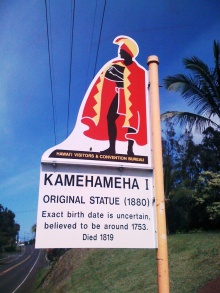 HAWAI'I VISITORS & CONVENTION BUREAU
KAMEHAMEHA I
ORIGINAL STATUE (1880)
Exact birth date is uncertain,
believed to be around 1753.
Died 1819